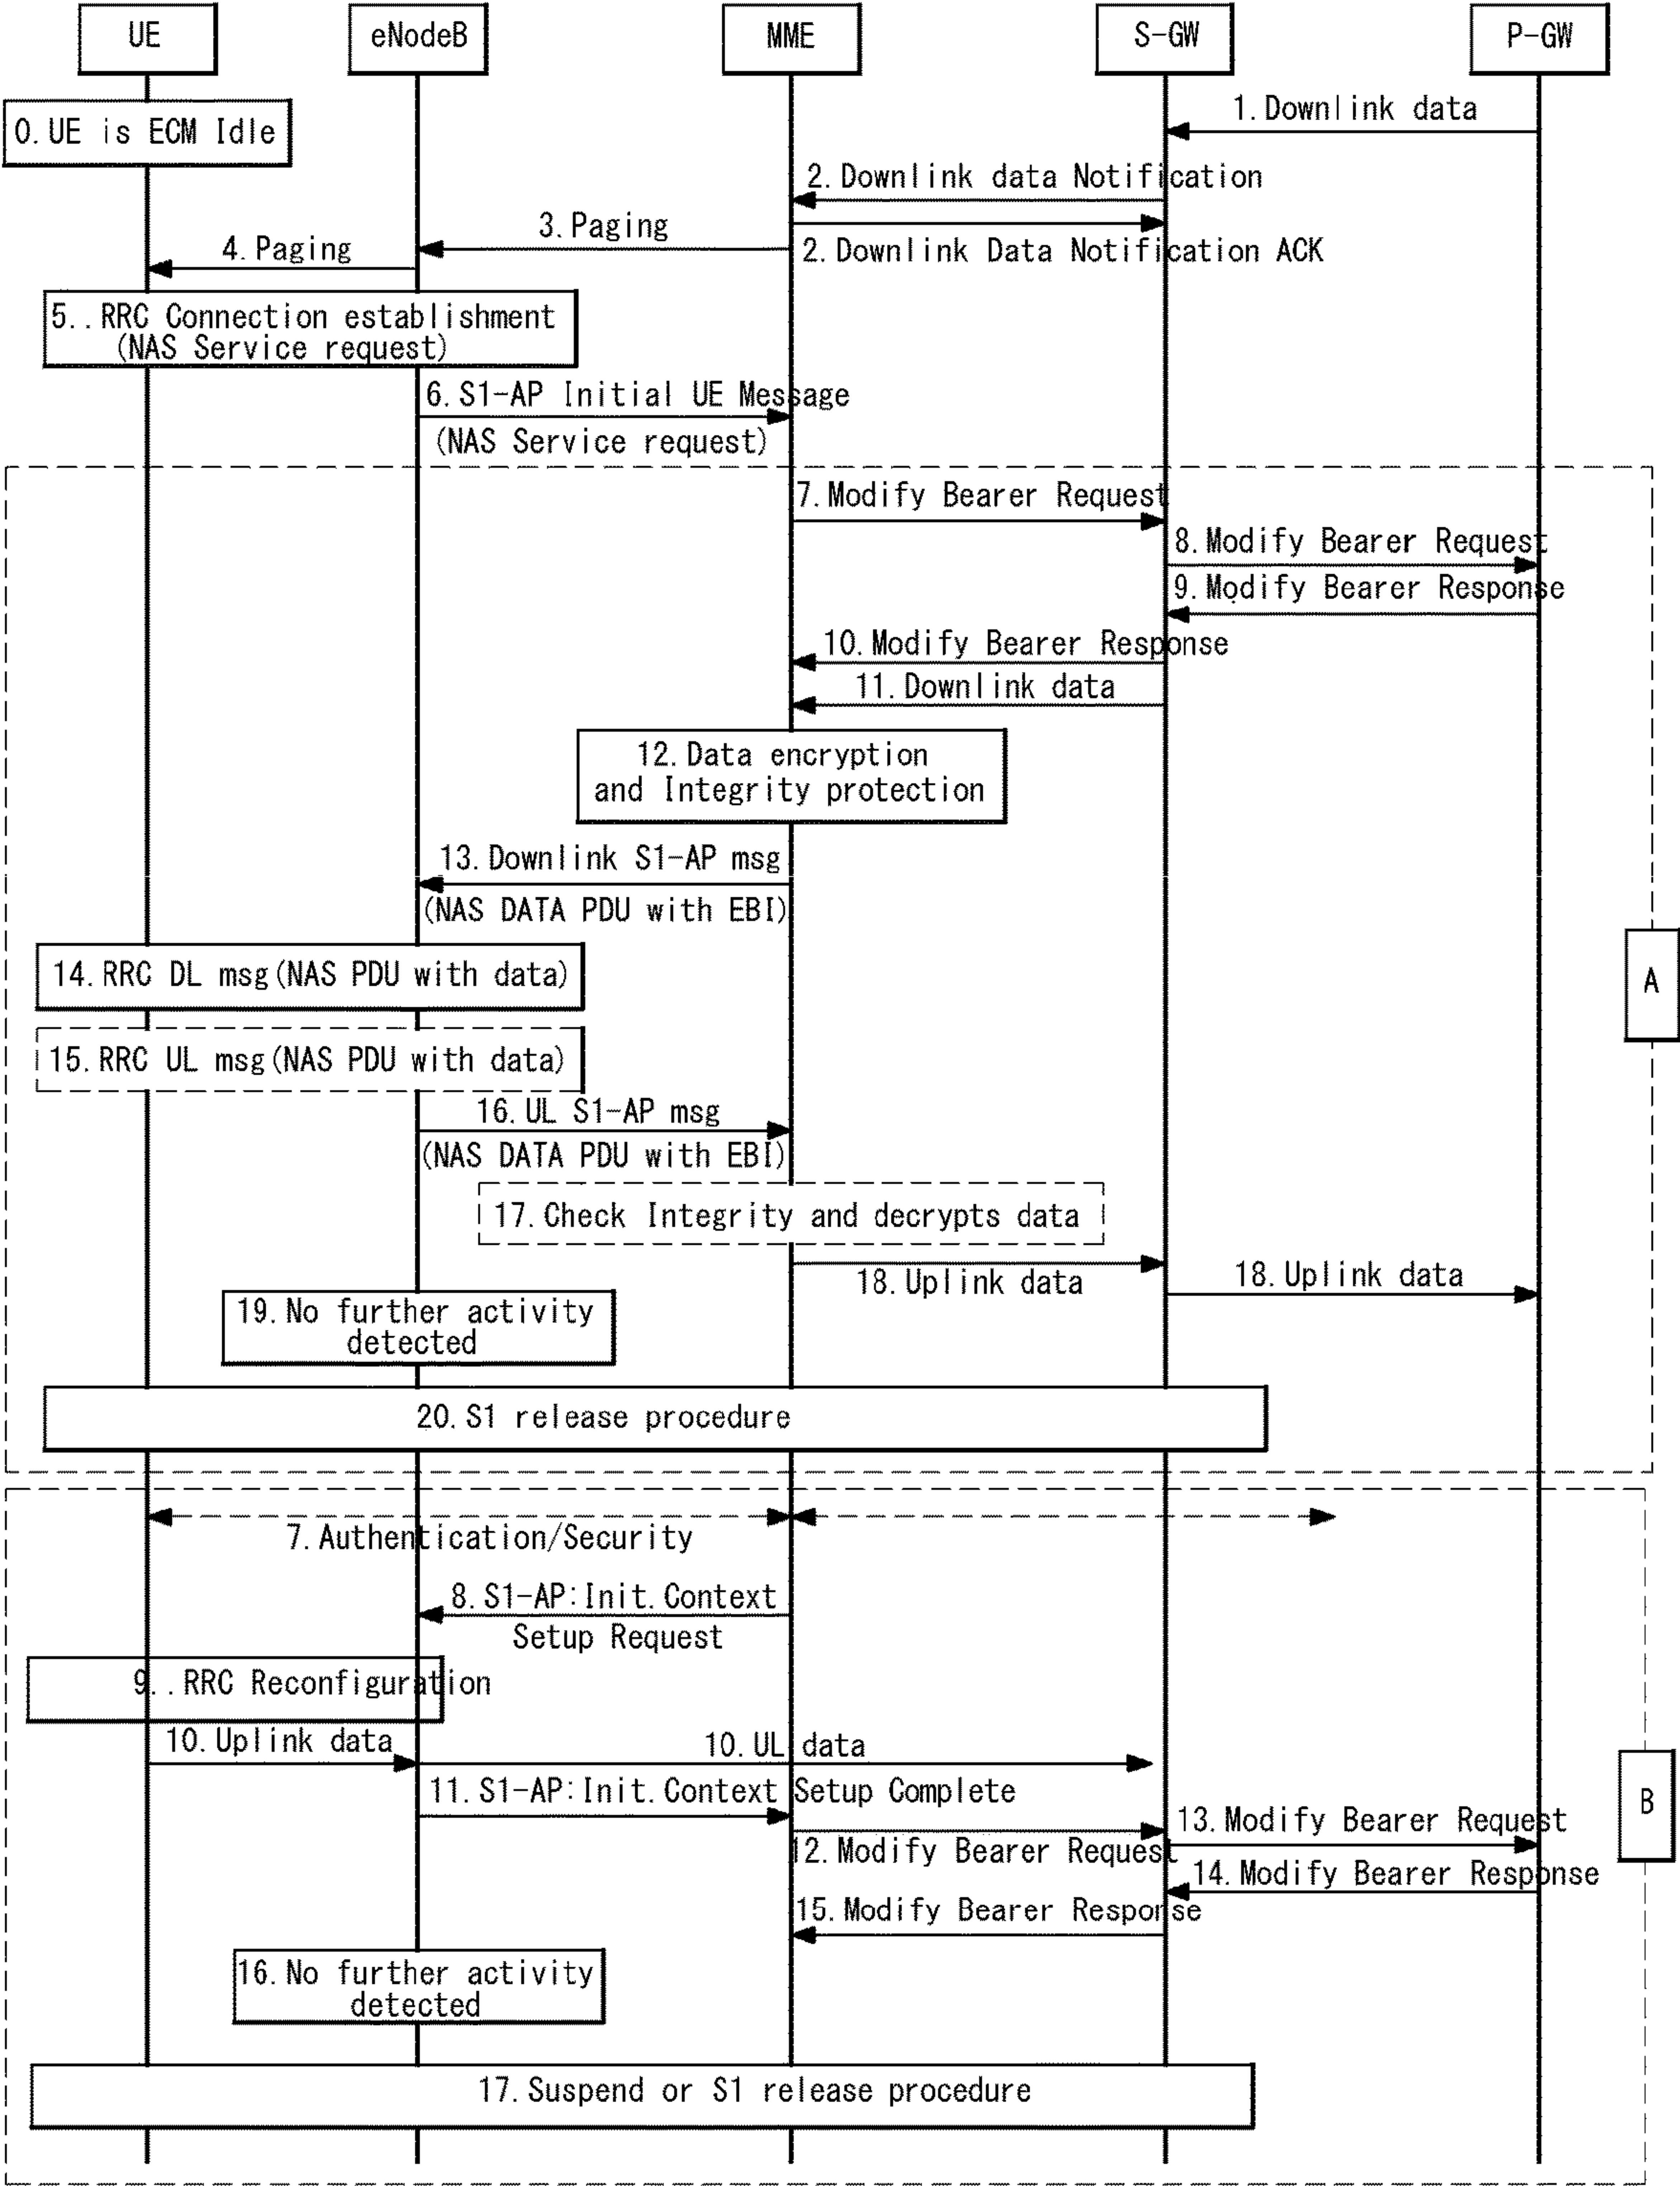 UE
eNodeB
MME
S-GW
P-GW
0.UE is ECM Idle
1.Downlink data
2.Downlink data Notification
3.Paging
2.Downlink Data Notification ACK
4.Paging
5..RRC Connection establishment
(NAS Service request)
6.S1-AP Initial UE Message
(NAS Service request)
7.Modify Bearer Request
8.Modify Bearer Request
9.Modify Bearer Response
10.Modify Bearer Response
11.Downlink data
12.Data encryption
and Integrity protection
13.Downlink S1-AP msg
(NAS DATA PDU with EBI)
14.RRC DL msg(NAS PDU with data)
A
15.RRC UL msg(NAS PDU with data)
16.UL S1-AP msg
(NAS DATA PDU with EBI)
17.Check Integrity and decrypts data
18.Uplink data
18.Uplink data
19.No further activity
detected
20.S1 release procedure
7.Authentication/Security
8.S1-AP:Init.Context
Setup Request
9..RRC Reconfiguration
10.Uplink data
10.UL data
11.S1-AP:Init.Context Setup Complete
B
13.Modify Bearer Request
12.Modify Bearer Request
14.Modify Bearer Response
15.Modify Bearer Response
16.No further activity
detected
17.Suspend or S1 release procedure